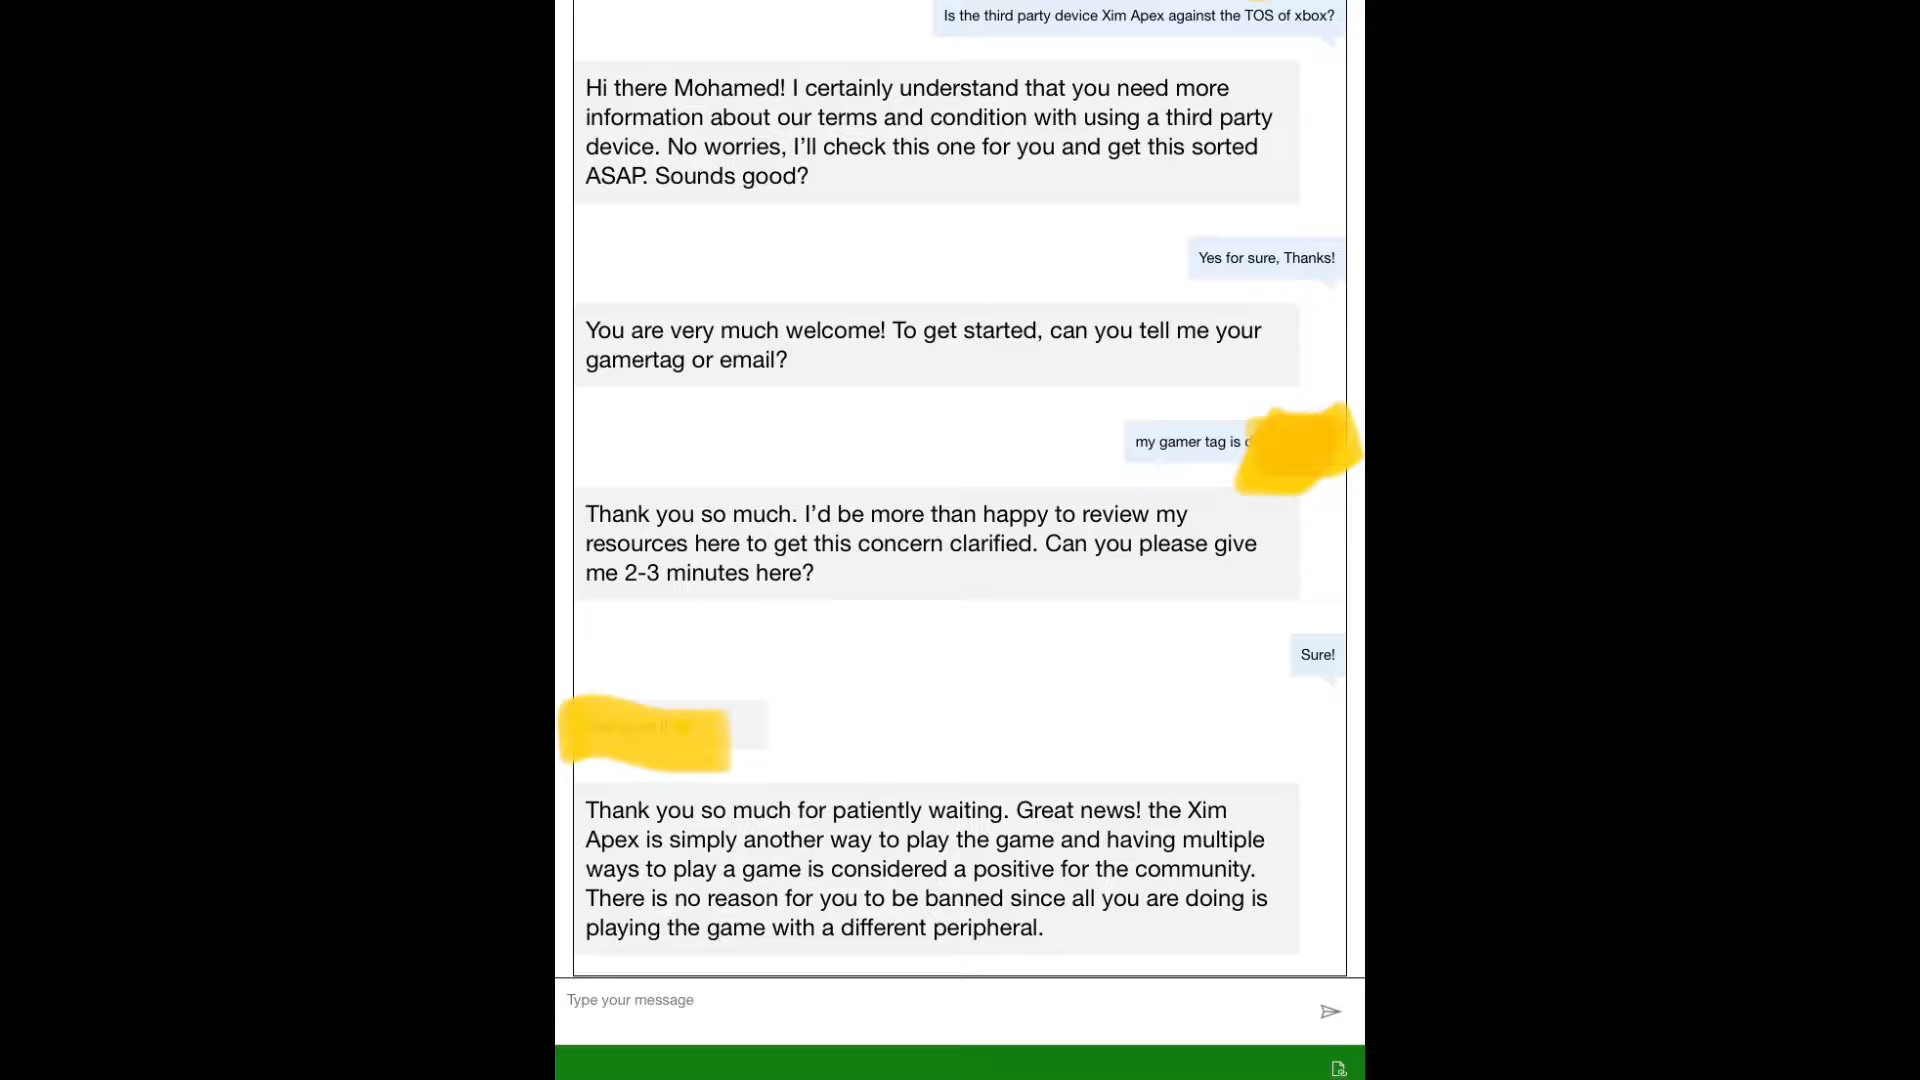 Is the third party device Xim Apex against the TOS of xbox?
Hi there Mohamed! I certainly understand that you need more
information about our terms and condition with using a third party
device. No worries, I’ll check this one for you and get this sorted
ASAP. Sounds good?
Yes for sure, Thanks!
You are very much welcome! To get started, can you tell me your
gamertag or email?
my gamer tag is
Thank you so much. I’d be more than happy to review my
resources here to get this concern clarified. Can you please give
me 2-3 minutes here?
Sure!
Thank you so much for patiently waiting. Great news! the Xim
Apex is simply another way to play the game and having multiple
ways to play a game is considered a positive for the community.
There is no reason for you to be banned since all you are doing is
playing the game with a different peripheral.
Type your message